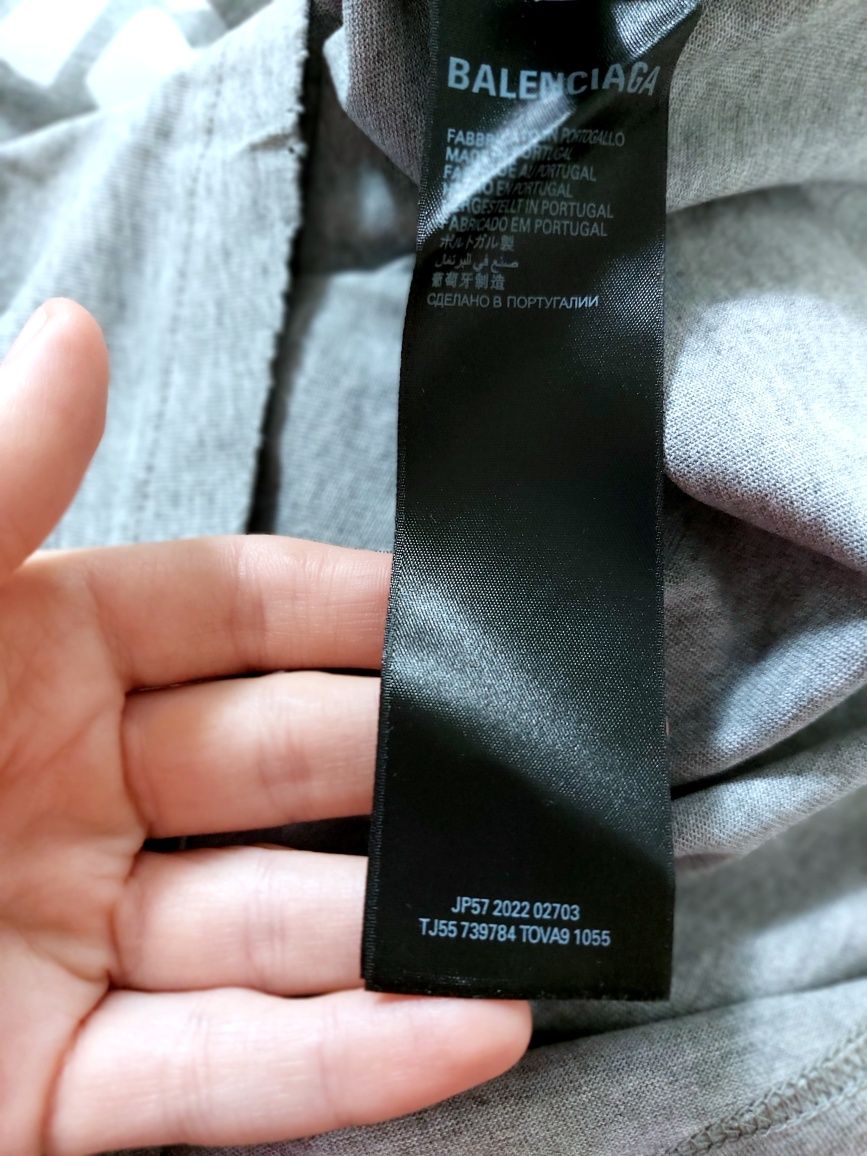 BALENCIAGA
FABBRICATO IN PORTOGALLO
MADE IN PORTUGAL
FABRIQUÉ AU PORTUGAL
HECHO EN PORTUGAL
HERGESTELLT IN PORTUGAL
FABRICADO EM PORTUGAL
ポルトガル製
صنع في البرتغال
葡萄牙制造
СДЕЛАНО В ПОРТУГАЛИИ
JP57 2022 02703
TJ55 739784 TOVA9 1055